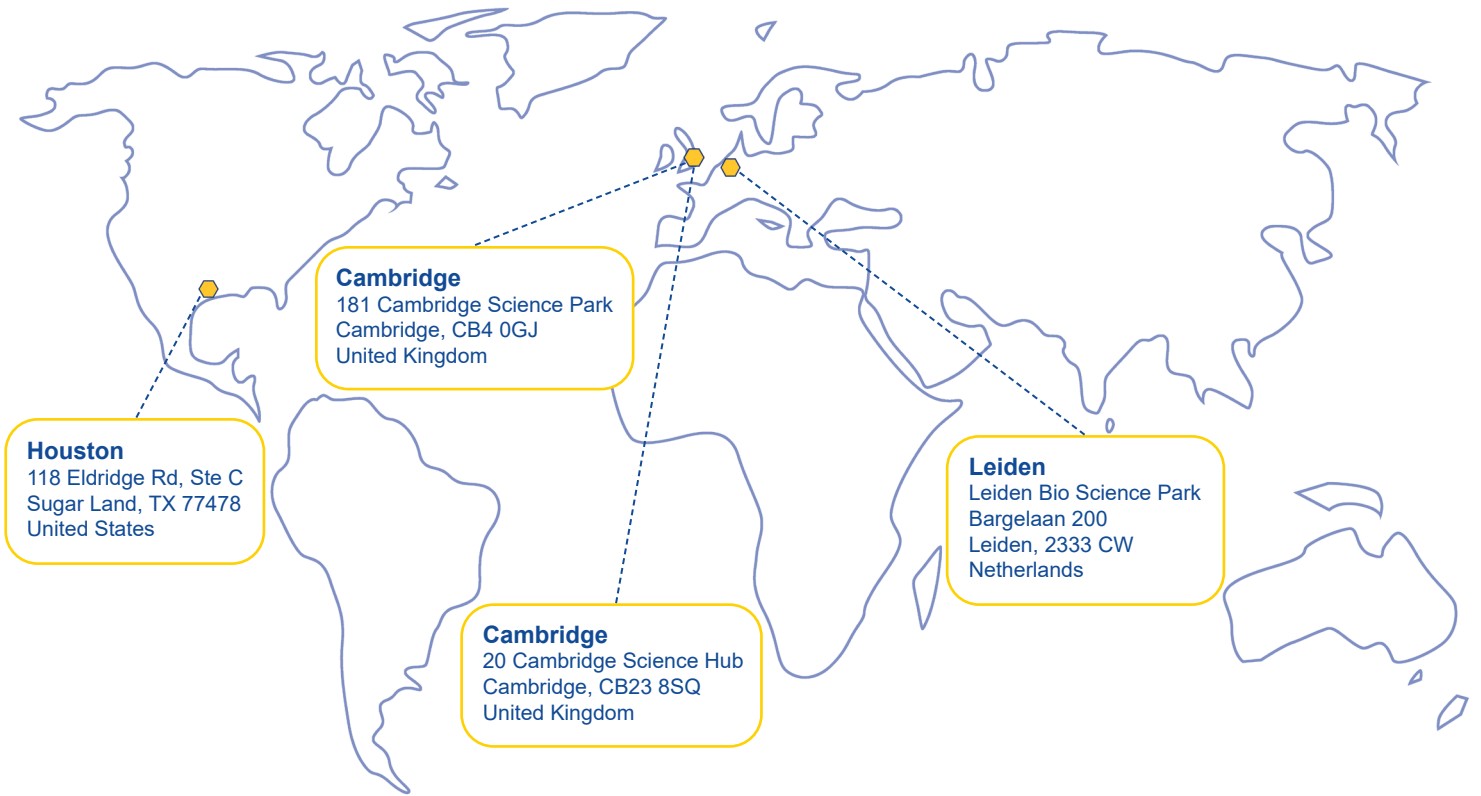 Cambridge
181 Cambridge Science Park
Cambridge, CB4 0GJ
United Kingdom
Houston
118 Eldridge Rd, Ste C
Sugar Land, TX 77478
United States
Leiden
Leiden Bio Science Park
Bargelaan 200
Leiden, 2333 CW
Netherlands
Cambridge
20 Cambridge Science Hub
Cambridge, CB23 8SQ
United Kingdom